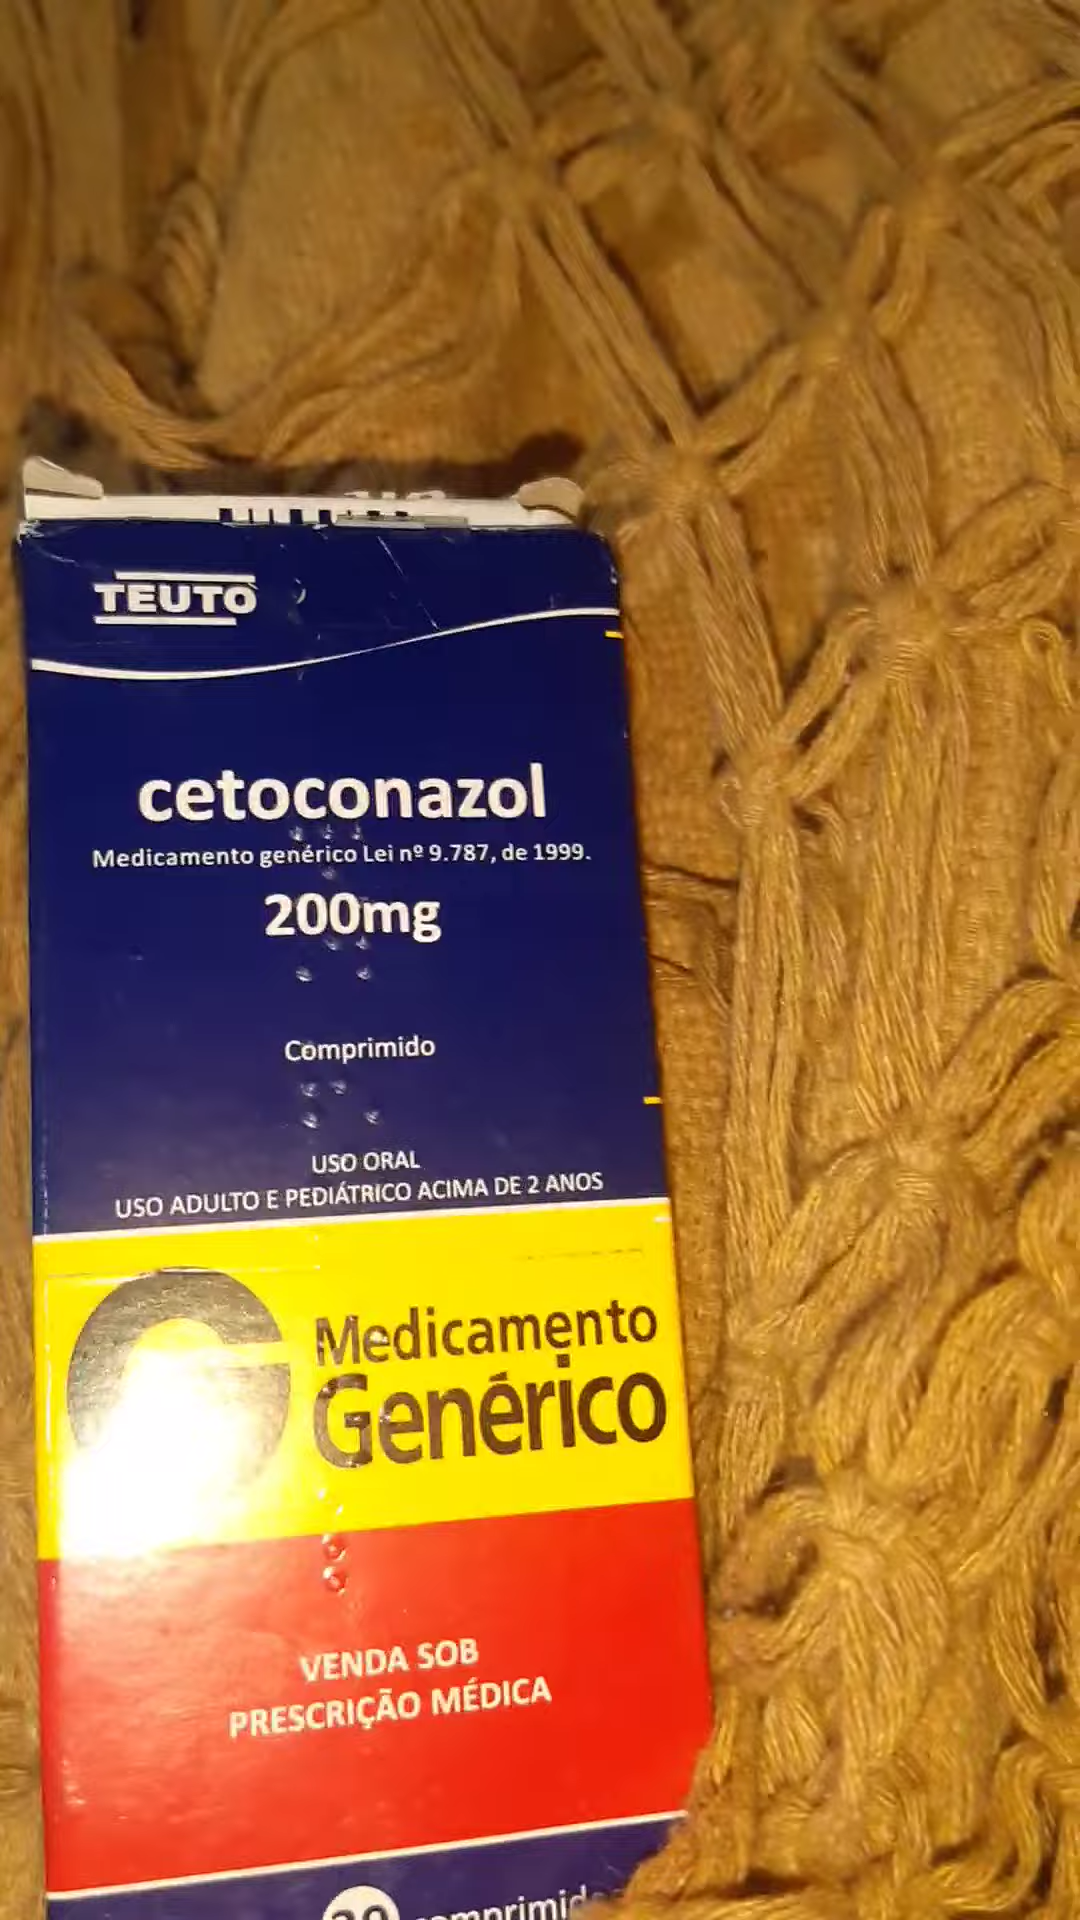 TEUTO
cetoconazol
Medicamento genérico Lei nº 9.787, de 1999.
200mg
Comprimido
USO ORAL
USO ADULTO E PEDIÁTRICO ACIMA DE 2 ANOS
G
Medicamento
Genérico
VENDA SOB
PRESCRIÇÃO MÉDICA